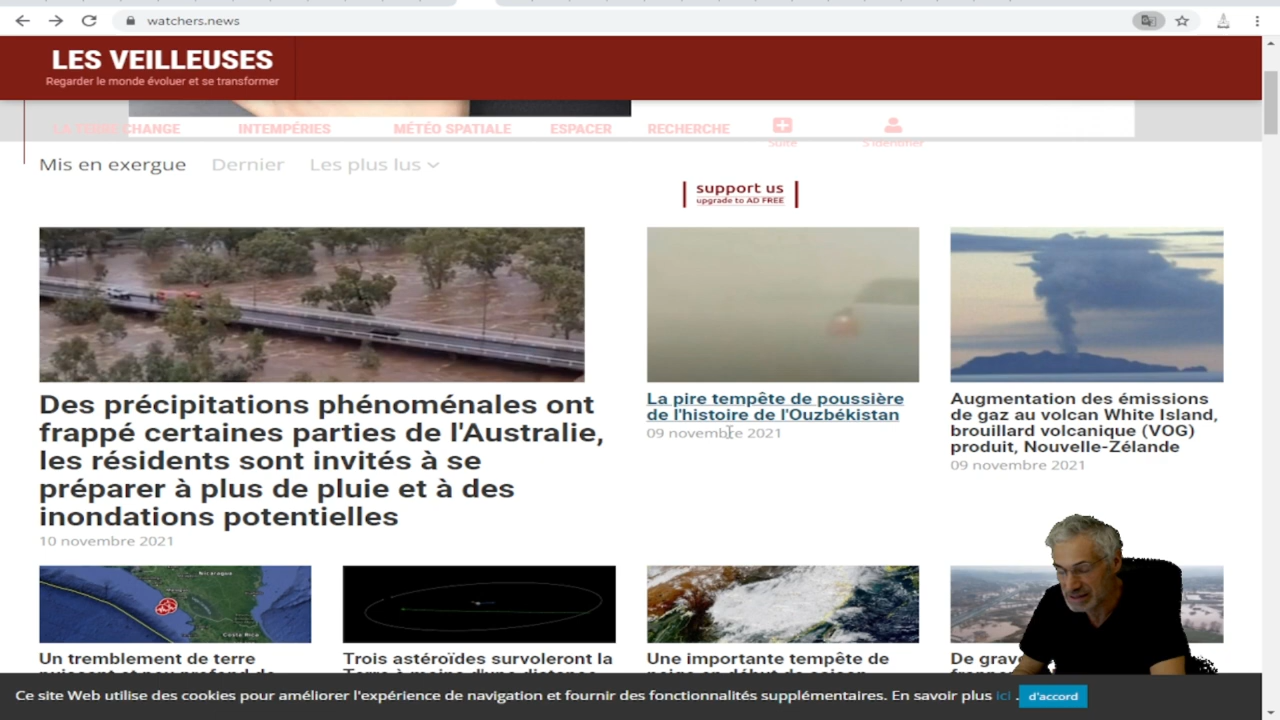 watchers.news
LES VEILLEUSES
Regarder le monde évoluer et se transformer
LA TERRE CHANGE INTEMPÉRIES MÉTÉO SPATIALE ESPACER RECHERCHE Suite S'identifier
Mis en exergue Dernier Les plus lus
support us
upgrade to AD FREE
Des précipitations phénoménales ont
frappé certaines parties de l'Australie,
les résidents sont invités à se
préparer à plus de pluie et à des
inondations potentielles
10 novembre 2021
La pire tempête de poussière
de l'histoire de l'Ouzbékistan
09 novembre 2021
Augmentation des émissions
de gaz au volcan White Island,
brouillard volcanique (VOG)
produit, Nouvelle-Zélande
09 novembre 2021
Nicaragua
Costa Rica
Un tremblement de terre
Trois astéroïdes survoleront la
Une importante tempête de
De grav
Ce site Web utilise des cookies pour améliorer l'expérience de navigation et fournir des fonctionnalités supplémentaires. En savoir plus ici . d'accord